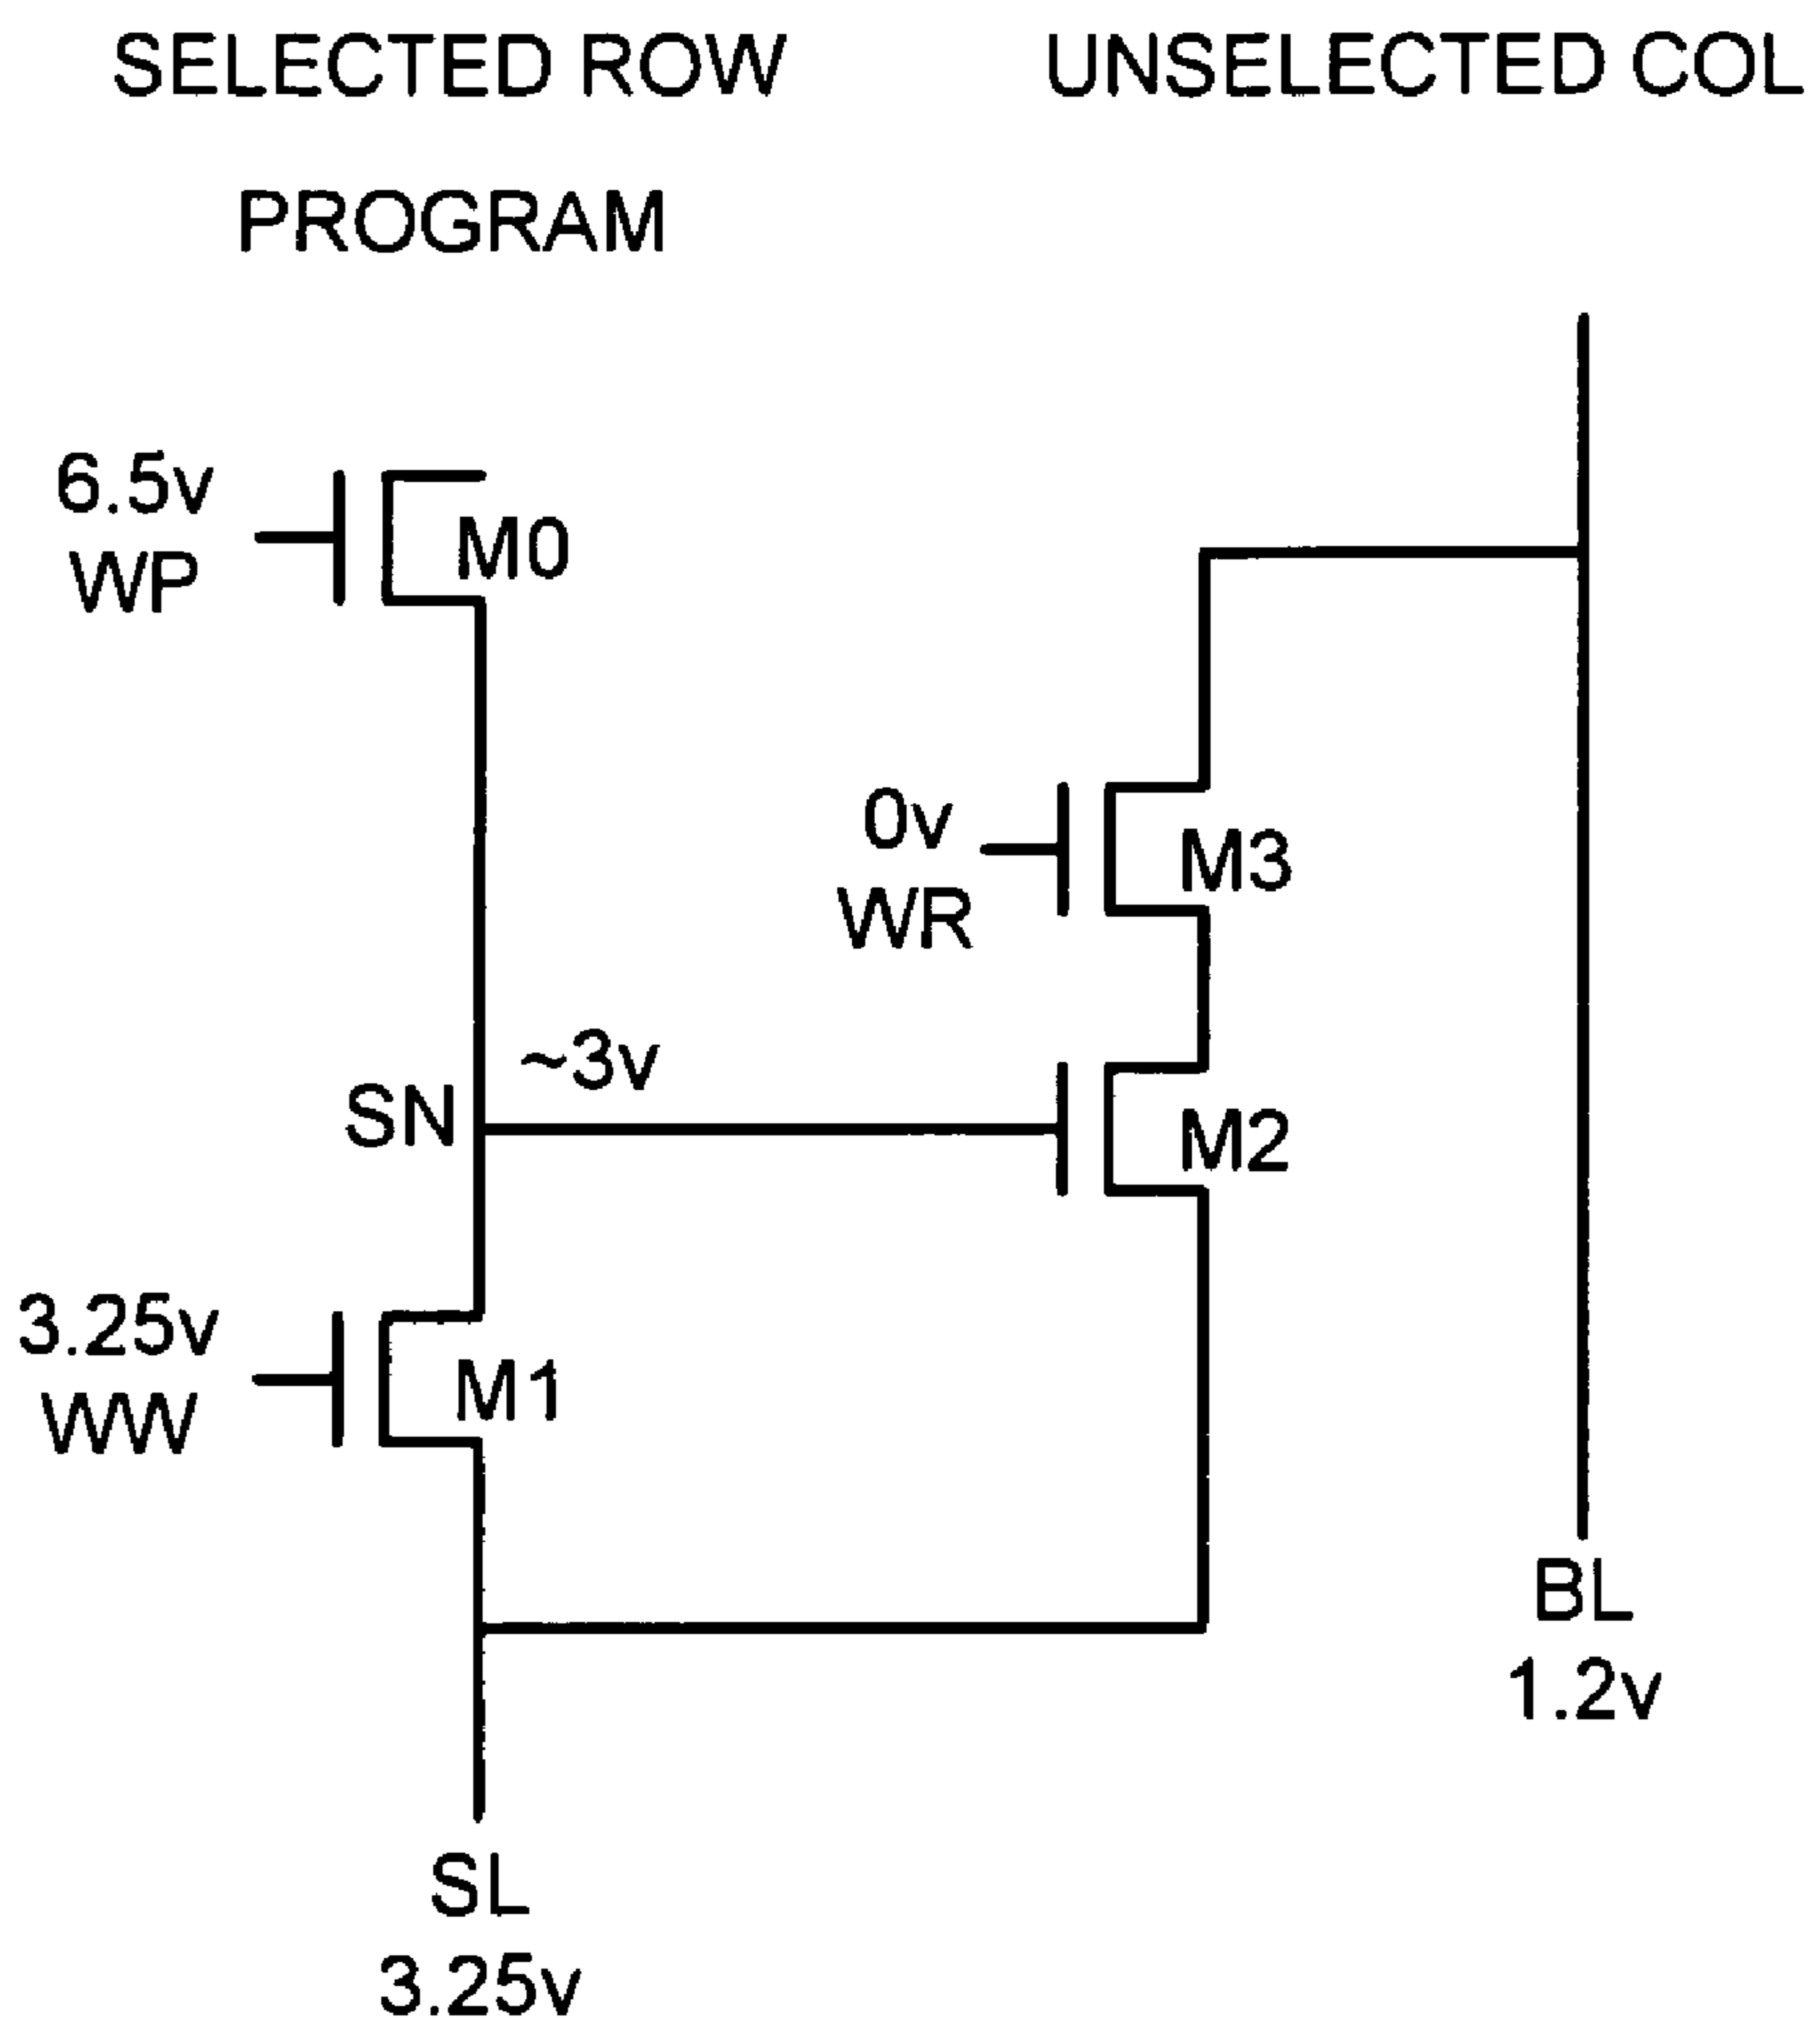 SELECTED ROW
UNSELECTED COL
PROGRAM
6.5v
WP
M0
0v
WR
M3
~3v
SN
M2
3.25v
WW
M1
BL
1.2v
SL
3.25v